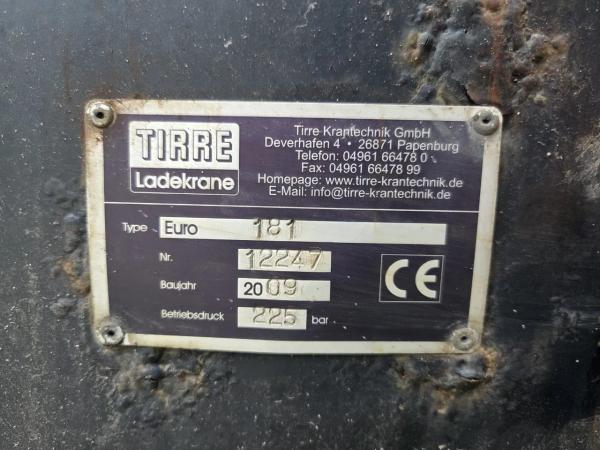 TIRRE
Ladekrane
Tirre Krantechnik GmbH
Deverhafen 4 • 26871 Papenburg
Telefon: 04961 66478 0
Fax: 04961 66478 99
Homepage: www.tirre-krantechnik.de
E-Mail: info@tirre-krantechnik.de
Type Euro 181
Nr. 12247
Baujahr 2009
Betriebsdruck 225 bar
CE